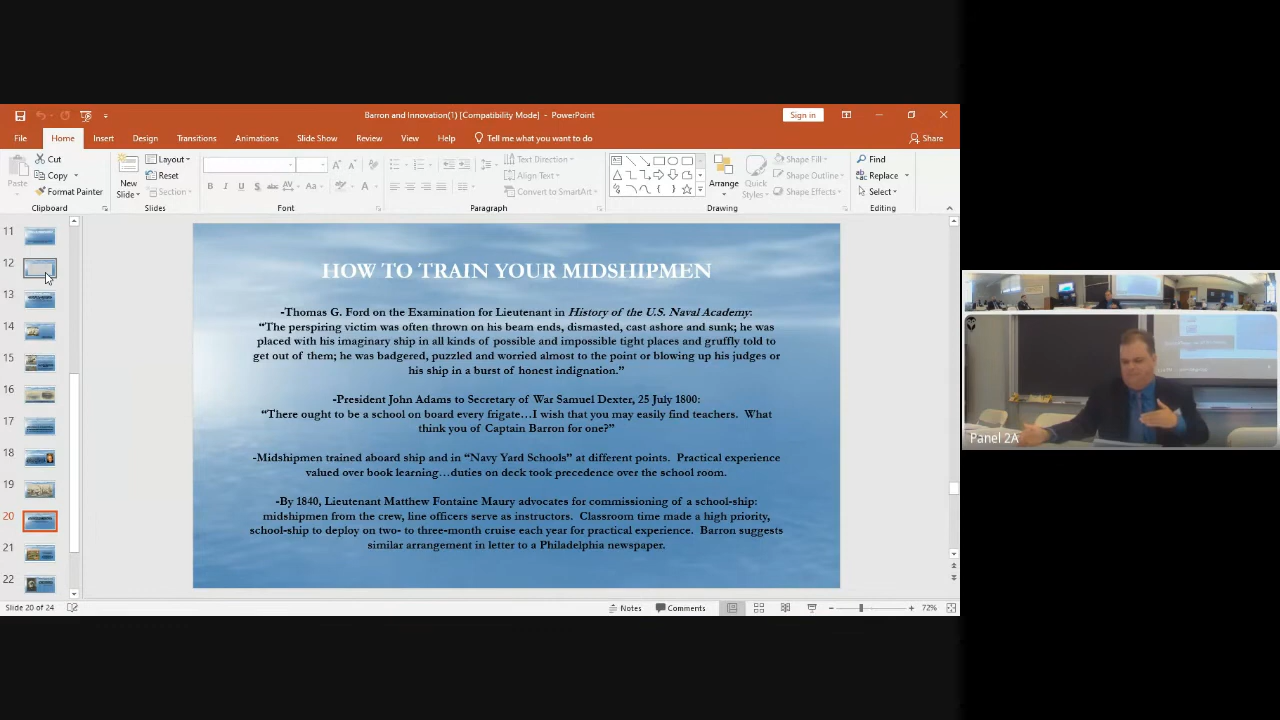 Barron and Innovation(1) [Compatibility Mode] - PowerPoint
Sign in
File Home Insert Design Transitions Animations Slide Show Review View Help Tell me what you want to do
Share
Paste
Cut
Copy
Format Painter
Clipboard
New Slide
Layout
Reset
Section
Slides
Font
Text Direction
Align Text
Convert to SmartArt
Paragraph
Arrange
Quick Styles
Shape Fill
Shape Outline
Shape Effects
Drawing
Find
Replace
Select
Editing
11
12
13
14
15
16
17
18
19
20
21
22
HOW TO TRAIN YOUR MIDSHIPMEN
-Thomas G. Ford on the Examination for Lieutenant in History of the U.S. Naval Academy:
“The perspiring victim was often thrown on his beam ends, dismasted, cast ashore and sunk; he was
placed with his imaginary ship in all kinds of possible and impossible tight places and gruffly told to
get out of them; he was badgered, puzzled and worried almost to the point or blowing up his judges or
his ship in a burst of honest indignation.”
-President John Adams to Secretary of War Samuel Dexter, 25 July 1800:
“There ought to be a school on board every frigate…I wish that you may easily find teachers. What
think you of Captain Barron for one?”
-Midshipmen trained aboard ship and in “Navy Yard Schools” at different points. Practical experience
valued over book learning…duties on deck took precedence over the school room.
-By 1840, Lieutenant Matthew Fontaine Maury advocates for commissioning of a school-ship:
midshipmen from the crew, line officers serve as instructors. Classroom time made a high priority,
school-ship to deploy on two- to three-month cruise each year for practical experience. Barron suggests
similar arrangement in letter to a Philadelphia newspaper.
Slide 20 of 24
Notes
Comments
72%
Panel 2A